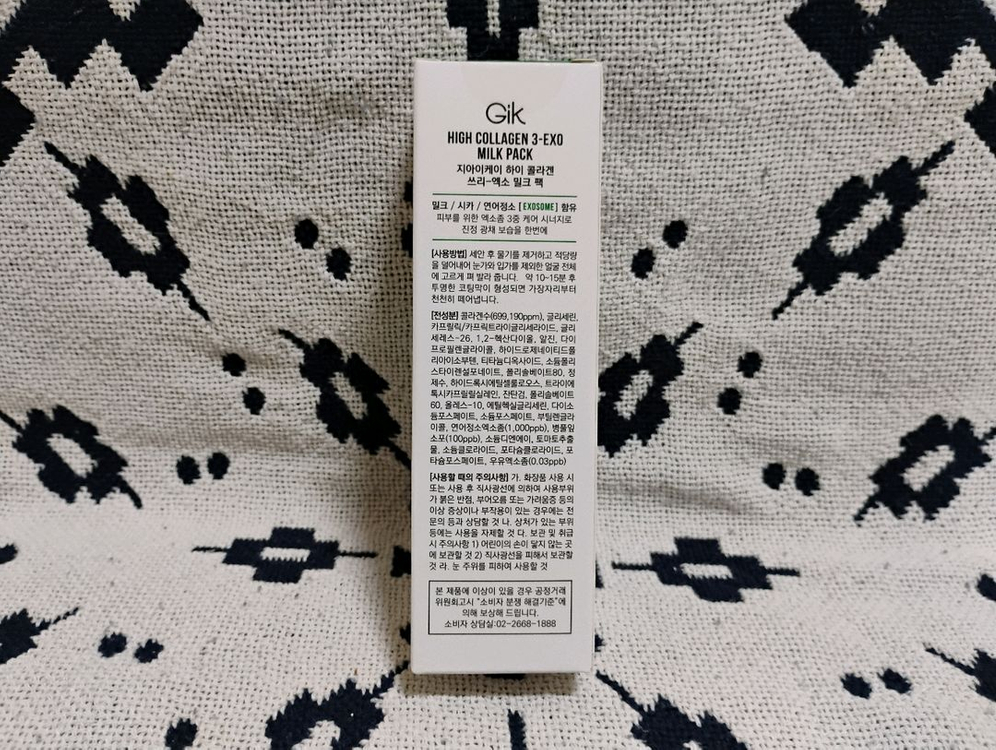 Gik
HIGH COLLAGEN 3-EXO
MILK PACK
지아이케이 하이 콜라겐
쓰리-엑소 밀크 팩
밀크 / 시카 / 연어정소 [EXOSOME] 함유
피부를 위한 엑소좀 3중 케어 시너지로
진정 광채 보습을 한번에
[사용방법] 세안 후 물기를 제거하고 적당량
을 덜어내어 눈가와 입가를 제외한 얼굴 전체
에 고르게 펴 발라 줍니다. 약 10~15분 후
투명한 코팅막이 형성되면 가장자리부터
천천히 떼어냅니다.
[전성분] 콜라겐수(699,190ppm), 글리세린,
카프릴릭/카프릭트라이글리세라이드, 글리
세레스-26, 1,2-헥산다이올, 알진, 다이
프로필렌글라이콜, 하이드로제네이티드폴
리아이소부텐, 티타늄디옥사이드, 소듐폴리
스타이렌설포네이트, 폴리솔베이트80, 정
제수, 하이드록시에틸셀룰로오스, 트라이에
톡시카프릴릴실레인, 잔탄검, 폴리솔베이트
60, 올레스-10, 에틸헥실글리세린, 다이소
듐포스페이트, 소듐포스페이트, 부틸렌글라
이콜, 연어정소엑소좀(1,000ppm), 병풀잎
소포(100ppm), 소듐디엔에이, 토마토추출
물, 소듐클로라이드, 포타슘클로라이드, 포
타슘포스페이트, 우유엑소좀(0.03ppb)
[사용할 때의 주의사항] 가. 화장품 사용 시
또는 사용 후 직사광선에 의하여 사용부위
가 붉은 반점, 부어오름 또는 가려움증 등의
이상 증상이나 부작용이 있는 경우에는 전
문의 등과 상담할 것 나. 상처가 있는 부위
등에는 사용을 자제할 것 다. 보관 및 취급
시 주의사항 1) 어린이의 손이 닿지 않는 곳
에 보관할 것 2) 직사광선을 피해서 보관할
것 라. 눈 주위를 피하여 사용할 것
본 제품에 이상이 있을 경우 공정거래
위원회고시 "소비자 분쟁 해결기준"에
의해 보상해 드립니다.
소비자 상담실:02-2668-1888